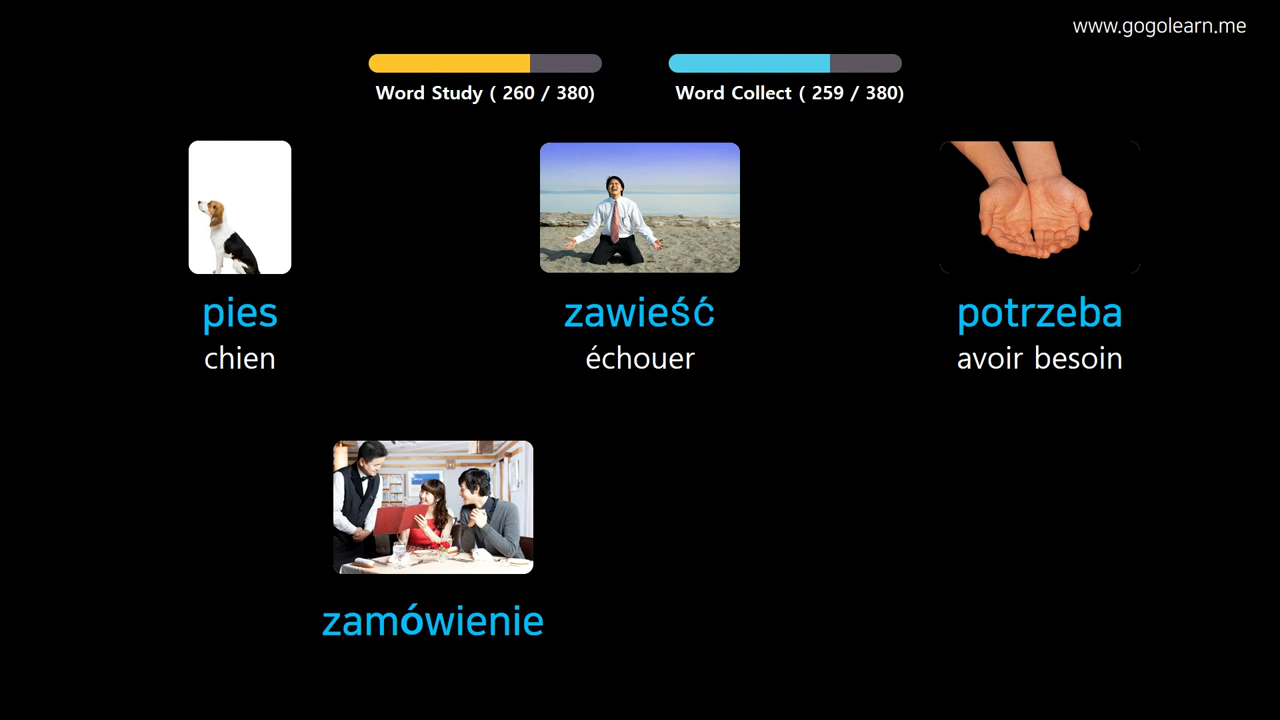 www.gogolearn.me
Word Study ( 260 / 380)
Word Collect ( 259 / 380)
pies
chien
zawieść
échouer
potrzeba
avoir besoin
zamówienie